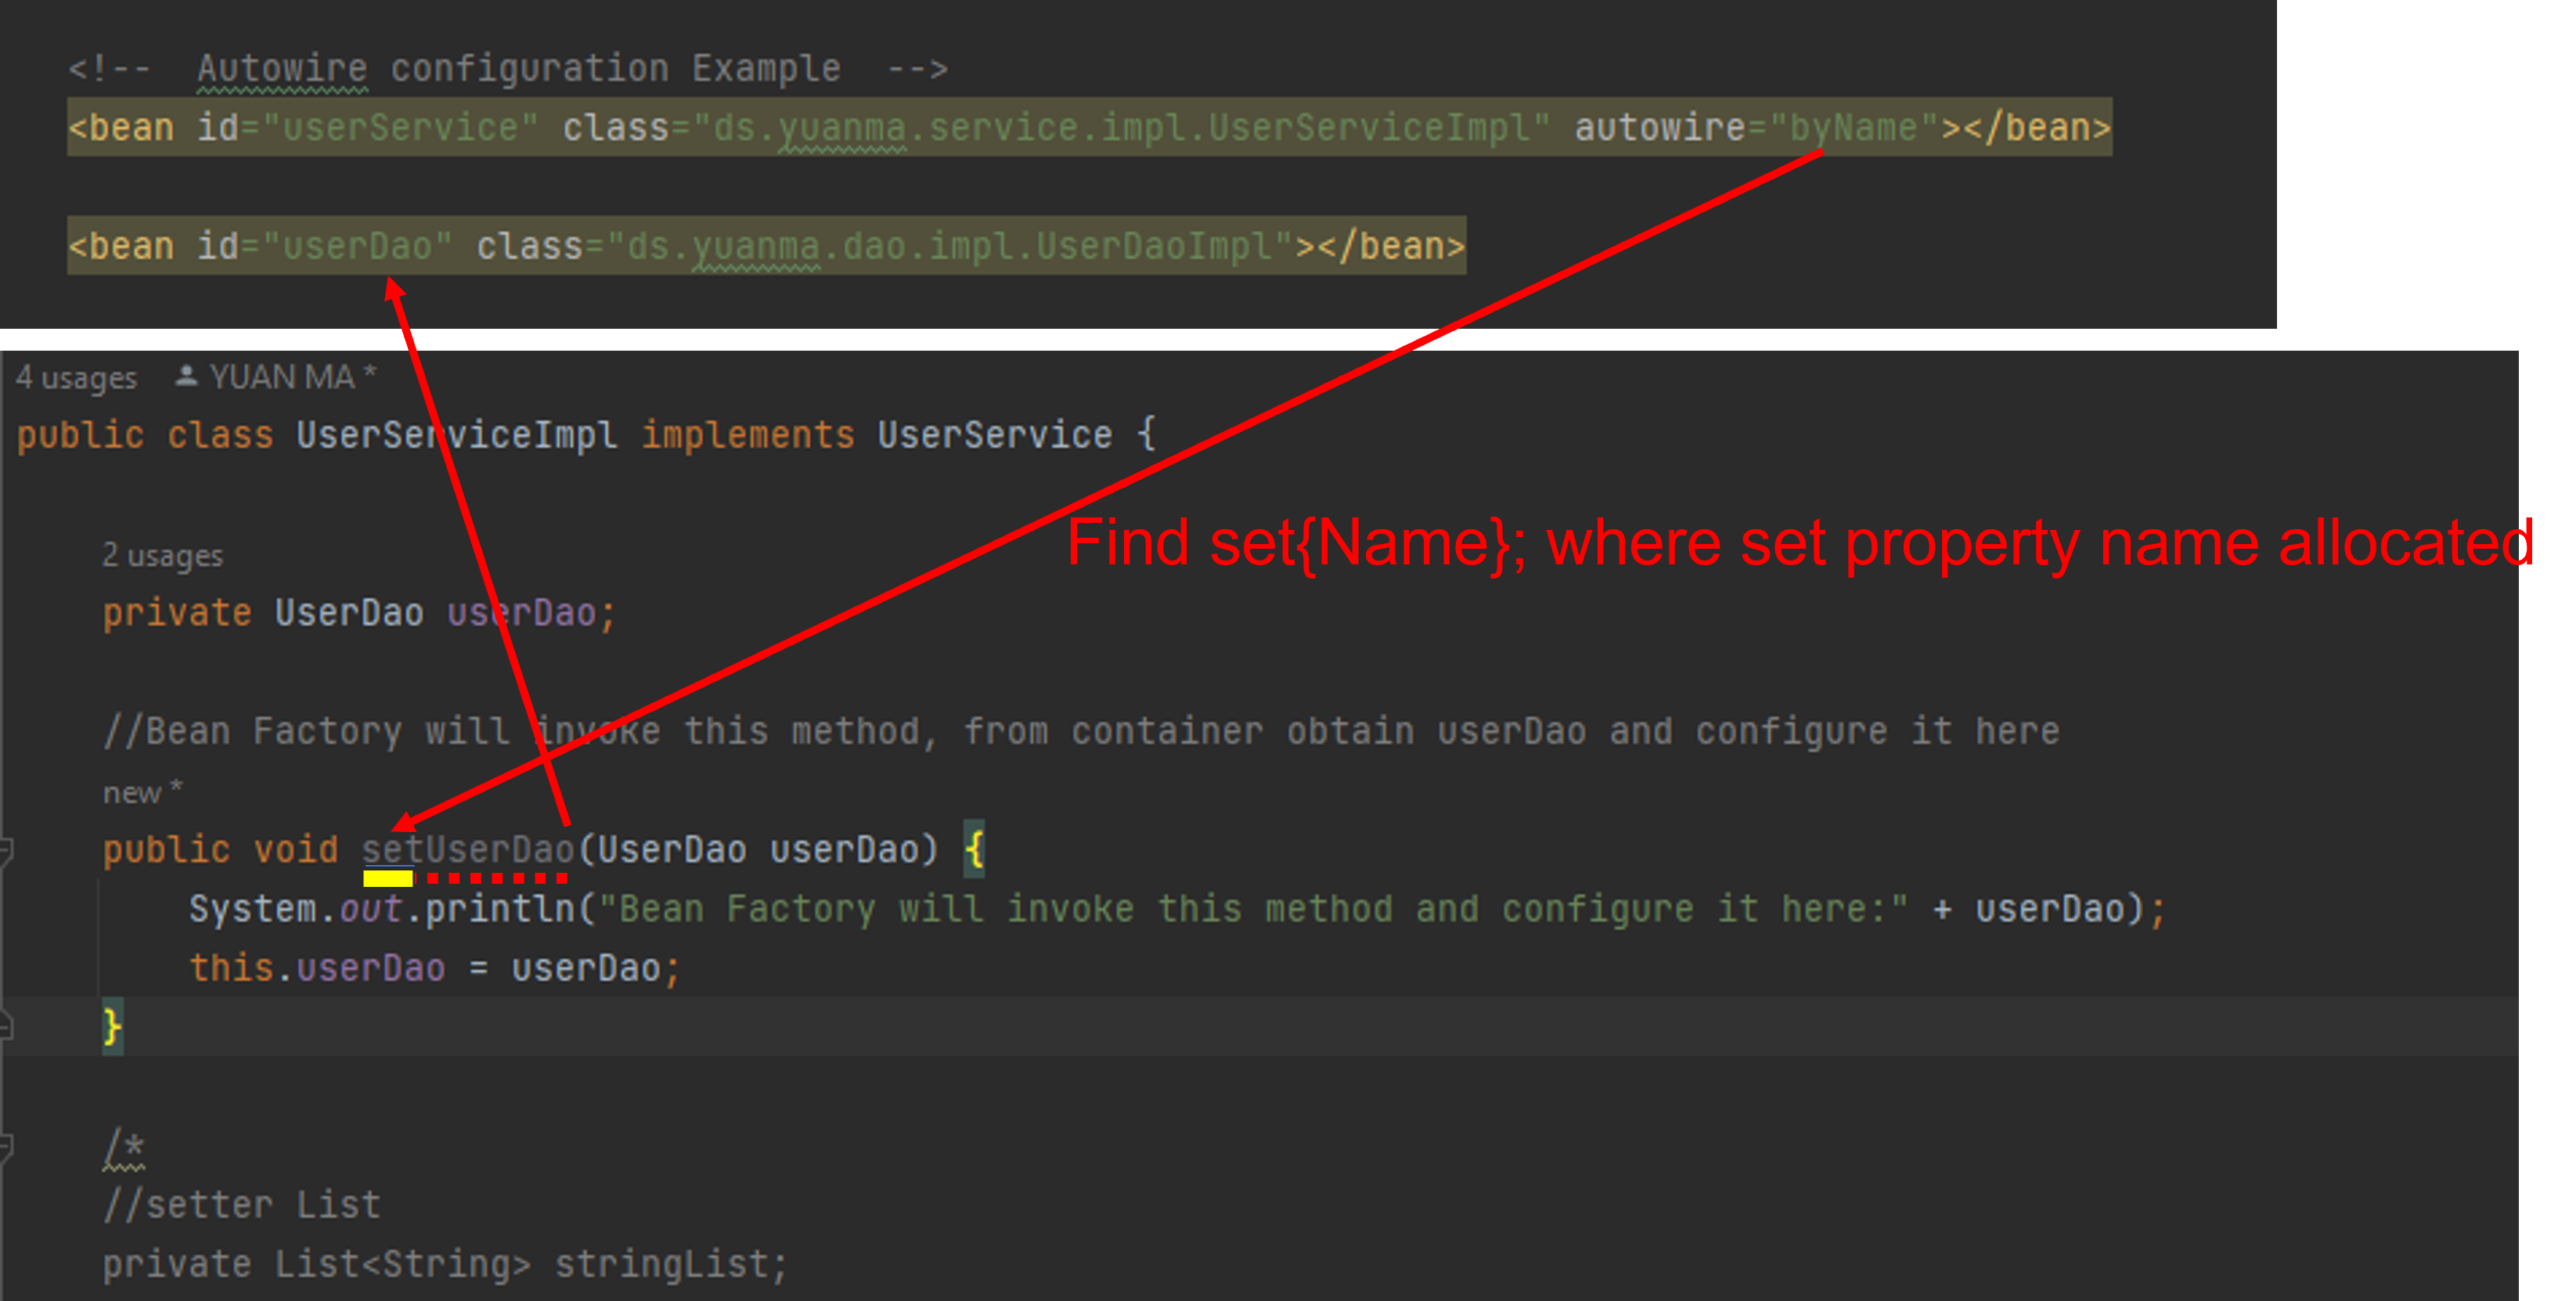 <!--  Autowire configuration Example  -->
<bean id="userService" class="ds.yuanma.service.impl.UserServiceImpl" autowire="byName"></bean>
<bean id="userDao" class="ds.yuanma.dao.impl.UserDaoImpl"></bean>
4 usages YUAN MA *
public class UserServiceImpl implements UserService {
Find set{Name}; where set property name allocated
2 usages
private UserDao userDao;
//Bean Factory will invoke this method, from container obtain userDao and configure it here
new *
public void setUserDao(UserDao userDao) {
System.out.println("Bean Factory will invoke this method and configure it here:" + userDao);
this.userDao = userDao;
}
/*
//setter List
private List<String> stringList;